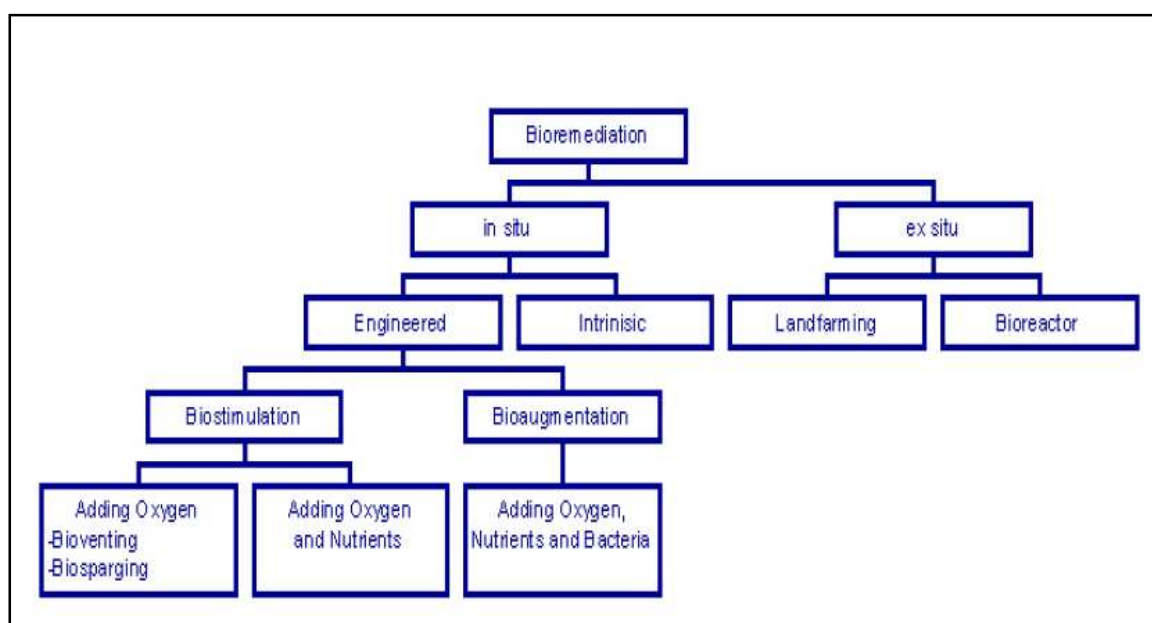 Bioremediation
in situ
ex situ
Engineered
Intrinisic
Landfarming
Bioreactor
Biostimulation
Bioaugmentation
Adding Oxygen
-Bioventing
-Biosparging
Adding Oxygen
and Nutrients
Adding Oxygen,
Nutrients and Bacteria